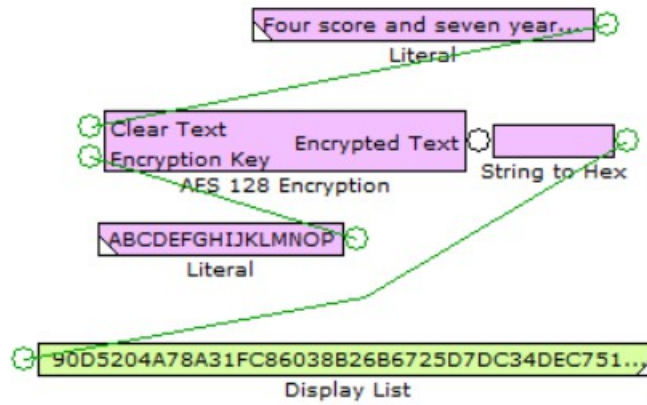 Four score and seven year...
Literal
Clear Text
Encrypted Text
Encryption Key
String to Hex
AES 128 Encryption
ABCDEFGHIJKLMNOP
Literal
90D5204A78A31FC86038B26B6725D7DC34DEC751...
Display List